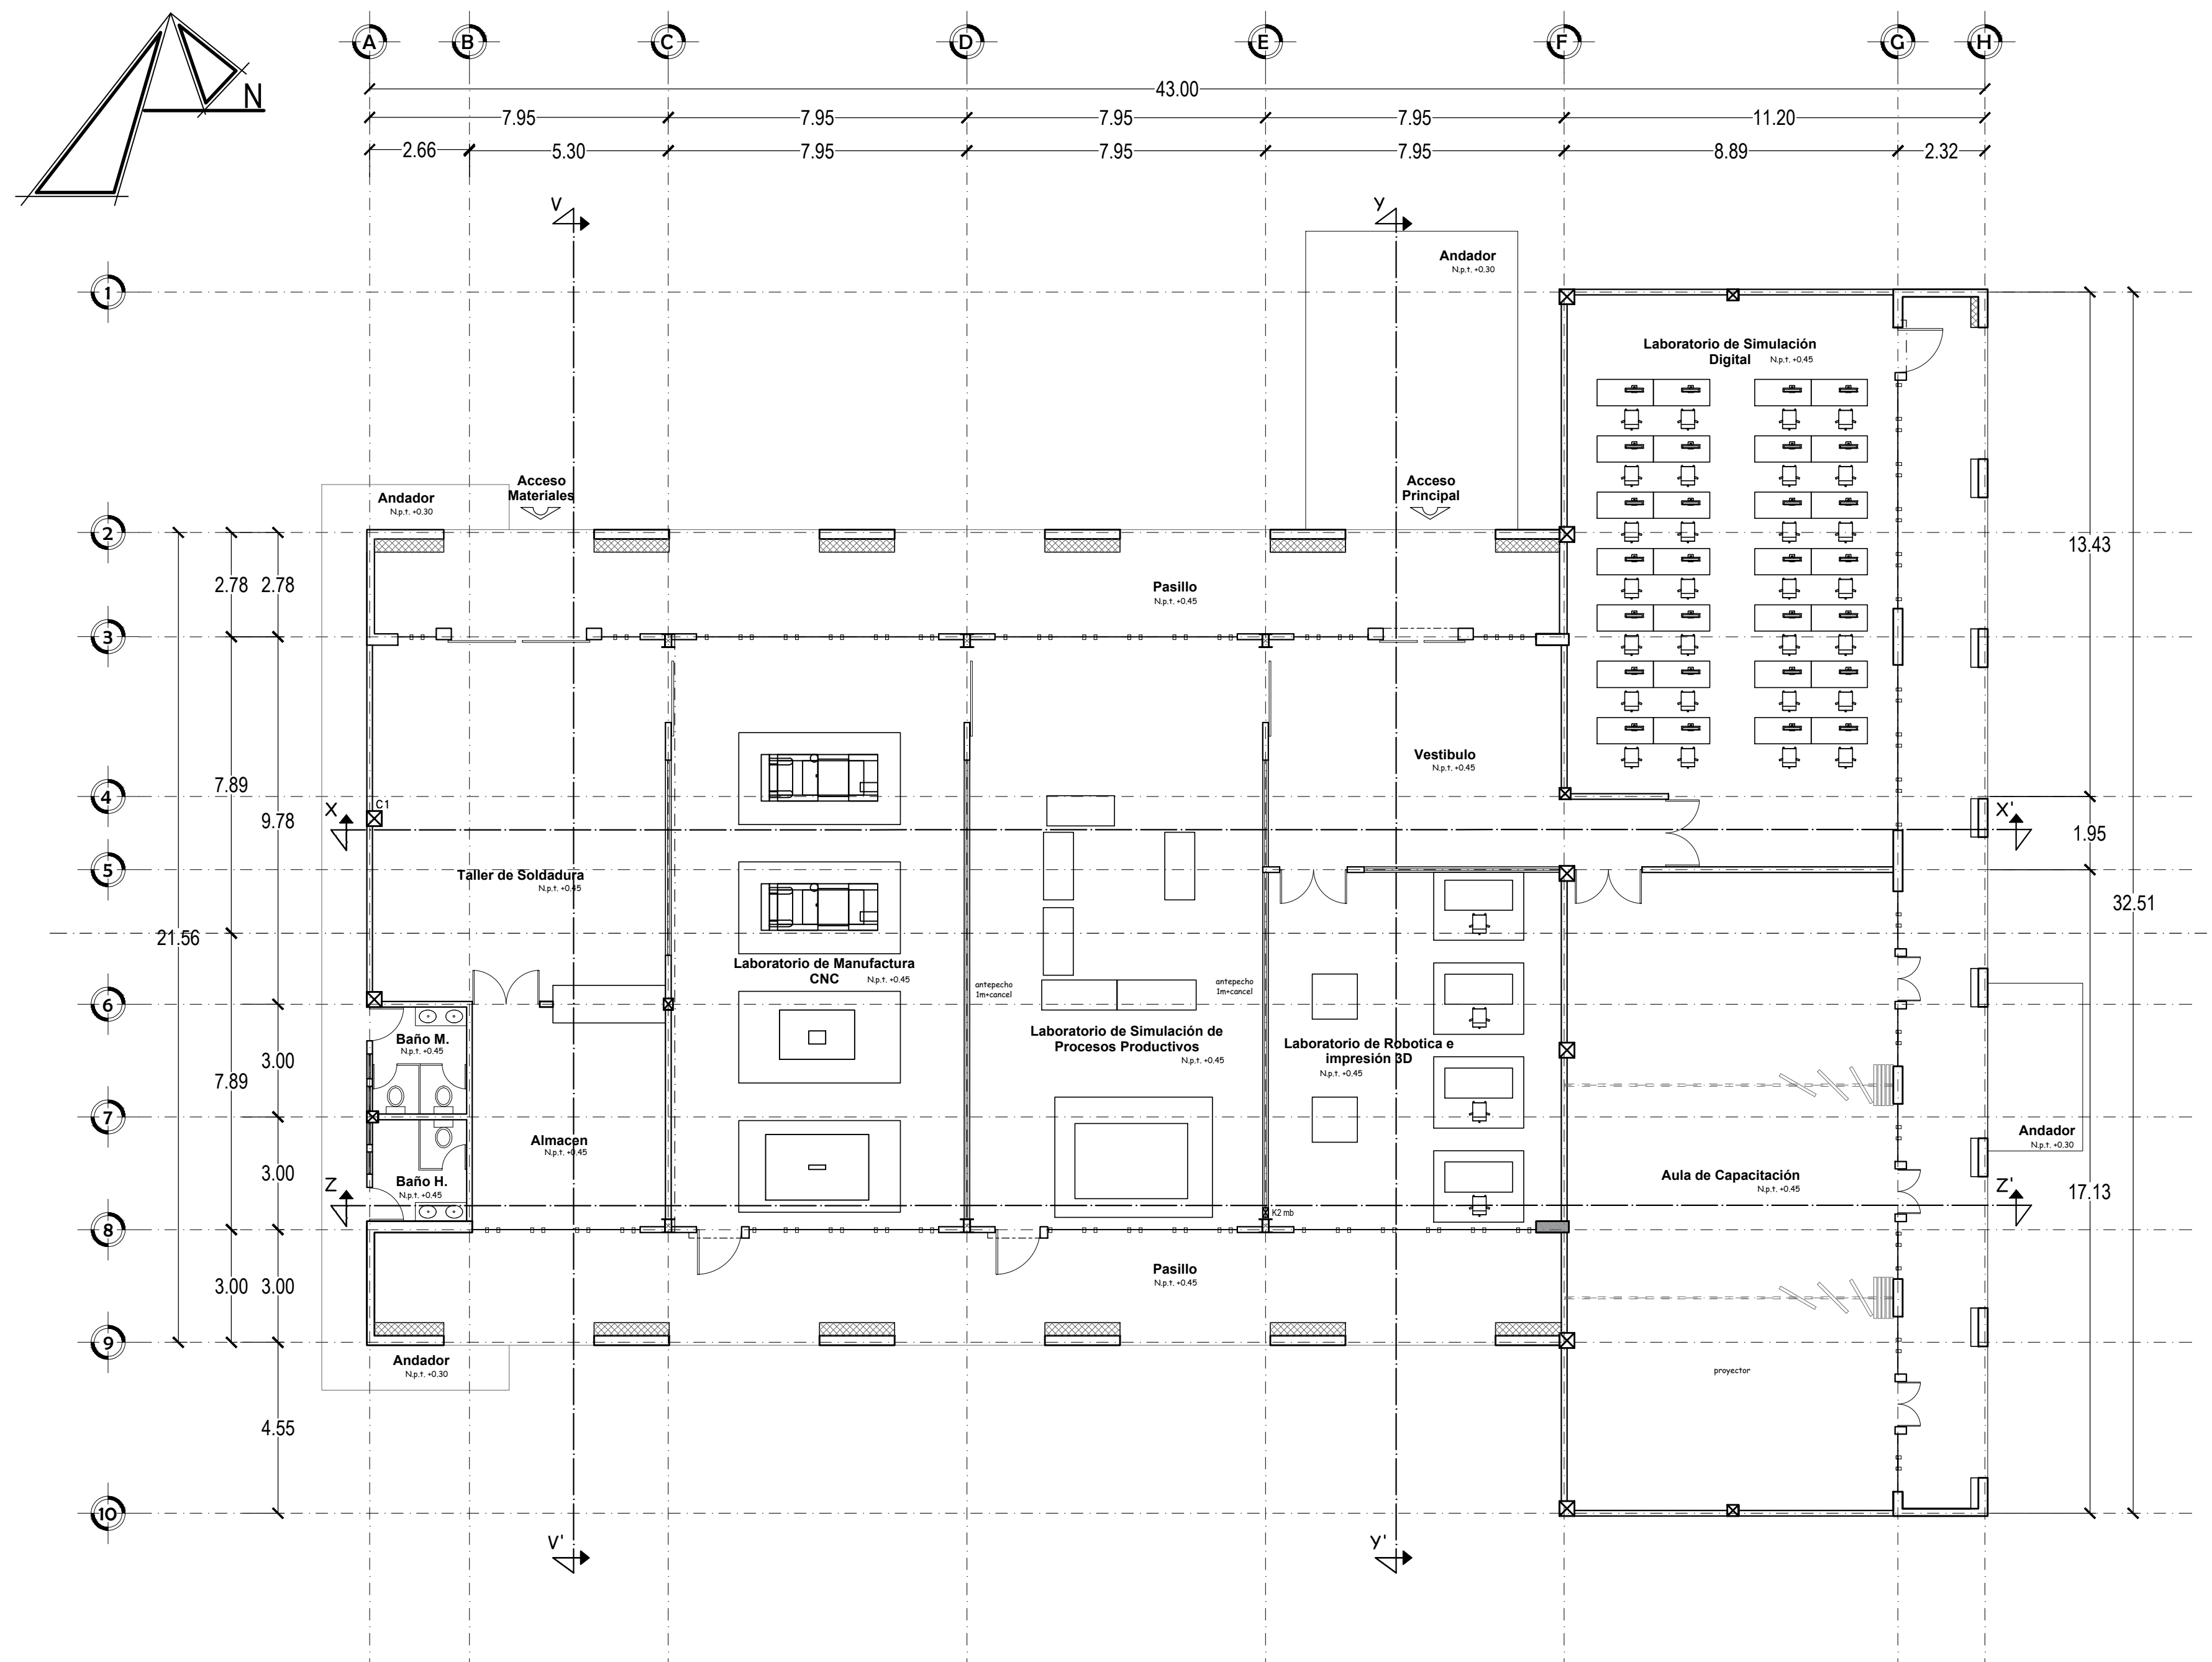 N
A B C D E F G H
43.00
7.95 7.95 7.95 7.95 11.20
2.66 5.30 7.95 7.95 7.95 8.89 2.32
V Y
Andador
N.p.t. +0.30
1
Laboratorio de Simulación
Digital N.p.t. +0.45
Acceso
Materiales
Acceso
Principal
Andador
N.p.t. +0.30
2
13.43
2.78 2.78
Pasillo
N.p.t. +0.45
3
Vestibulo
N.p.t. +0.45
7.89
4
C1
X X'
9.78
1.95
5
Taller de Soldadura
N.p.t. +0.45
32.51
21.56
Laboratorio de Manufactura
CNC N.p.t. +0.45
antepecho
1m+cancel
antepecho
1m+cancel
6
Baño M.
N.p.t. +0.45
Laboratorio de Simulación de
Procesos Productivos
N.p.t. +0.45
Laboratorio de Robotica e
impresión 3D
N.p.t. +0.45
3.00
7.89
7
Almacen
N.p.t. +0.45
Andador
N.p.t. +0.30
3.00
Baño H.
N.p.t. +0.45
Aula de Capacitación
N.p.t. +0.45
Z Z'
17.13
K2 mb
8
Pasillo
N.p.t. +0.45
3.00 3.00
9
Andador
N.p.t. +0.30
proyector
4.55
10
V' Y'